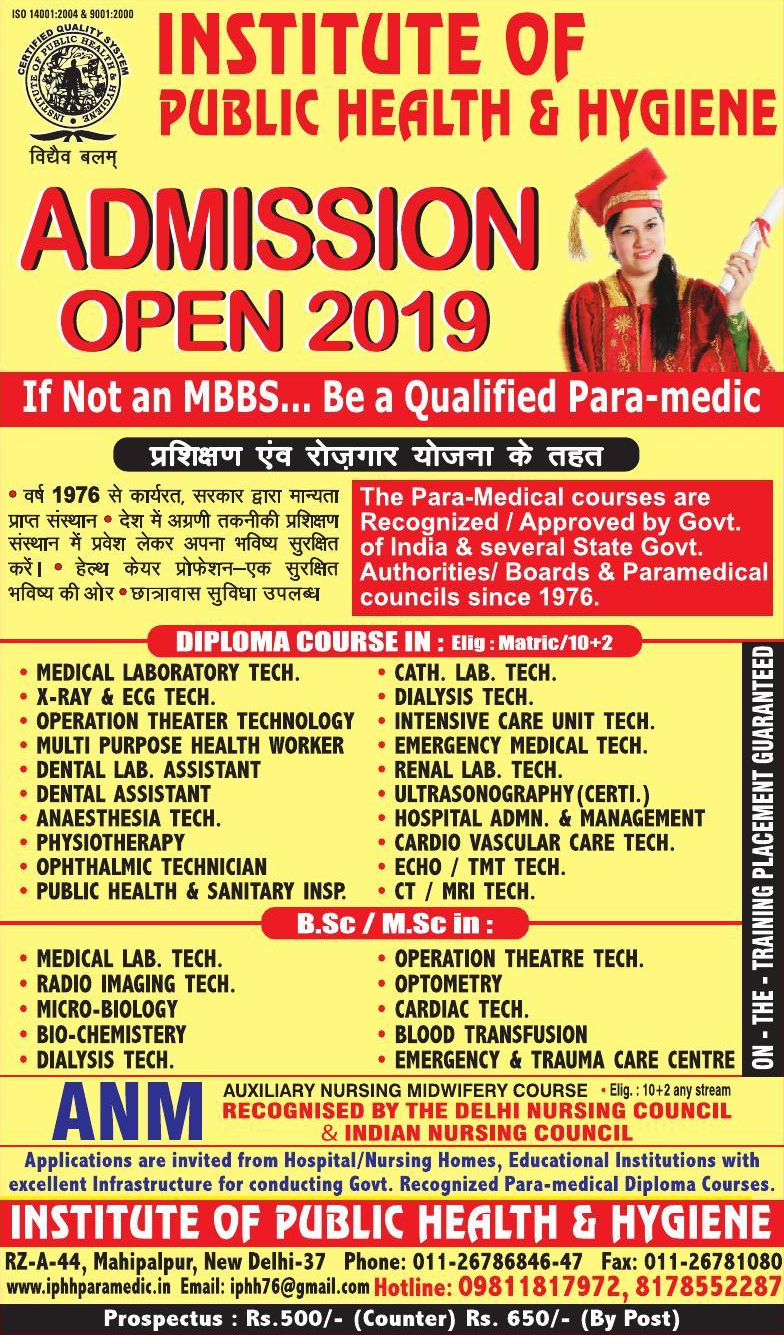 ISO 14001:2004 & 9001:2000
CERTIFIED QUALITY SYSTEM
INSTITUTE OF PUBLIC HEALTH & HYGIENE
विद्यैव बलम्
INSTITUTE OF
PUBLIC HEALTH & HYGIENE
ADMISSION
OPEN 2019
If Not an MBBS... Be a Qualified Para-medic
प्रशिक्षण एंव रोज़गार योजना के तहत
• वर्ष 1976 से कार्यरत, सरकार द्वारा मान्यता
प्राप्त संस्थान • देश में अग्रणी तकनीकी प्रशिक्षण
संस्थान में प्रवेश लेकर अपना भविष्य सुरक्षित
करें। • हेल्थ केयर प्रोफेशन–एक सुरक्षित
भविष्य की ओर • छात्रावास सुविधा उपलब्ध
The Para-Medical courses are
Recognized / Approved by Govt.
of India & several State Govt.
Authorities/ Boards & Paramedical
councils since 1976.
DIPLOMA COURSE IN : Elig : Matric/10+2
• MEDICAL LABORATORY TECH.
• X-RAY & ECG TECH.
• OPERATION THEATER TECHNOLOGY
• MULTI PURPOSE HEALTH WORKER
• DENTAL LAB. ASSISTANT
• DENTAL ASSISTANT
• ANAESTHESIA TECH.
• PHYSIOTHERAPY
• OPHTHALMIC TECHNICIAN
• PUBLIC HEALTH & SANITARY INSP.
• CATH. LAB. TECH.
• DIALYSIS TECH.
• INTENSIVE CARE UNIT TECH.
• EMERGENCY MEDICAL TECH.
• RENAL LAB. TECH.
• ULTRASONOGRAPHY(CERTI.)
• HOSPITAL ADMN. & MANAGEMENT
• CARDIO VASCULAR CARE TECH.
• ECHO / TMT TECH.
• CT / MRI TECH.
B.Sc / M.Sc in :
• MEDICAL LAB. TECH.
• RADIO IMAGING TECH.
• MICRO-BIOLOGY
• BIO-CHEMISTERY
• DIALYSIS TECH.
• OPERATION THEATRE TECH.
• OPTOMETRY
• CARDIAC TECH.
• BLOOD TRANSFUSION
• EMERGENCY & TRAUMA CARE CENTRE
ON - THE - TRAINING PLACEMENT GUARANTEED
ANM
AUXILIARY NURSING MIDWIFERY COURSE • Elig. : 10+2 any stream
RECOGNISED BY THE DELHI NURSING COUNCIL
& INDIAN NURSING COUNCIL
Applications are invited from Hospital/Nursing Homes, Educational Institutions with
excellent Infrastructure for conducting Govt. Recognized Para-medical Diploma Courses.
INSTITUTE OF PUBLIC HEALTH & HYGIENE
RZ-A-44, Mahipalpur, New Delhi-37 Phone: 011-26786846-47 Fax: 011-26781080
www.iphhparamedic.in Email: iphh76@gmail.com Hotline: 09811817972, 8178552287
Prospectus : Rs.500/- (Counter) Rs. 650/- (By Post)